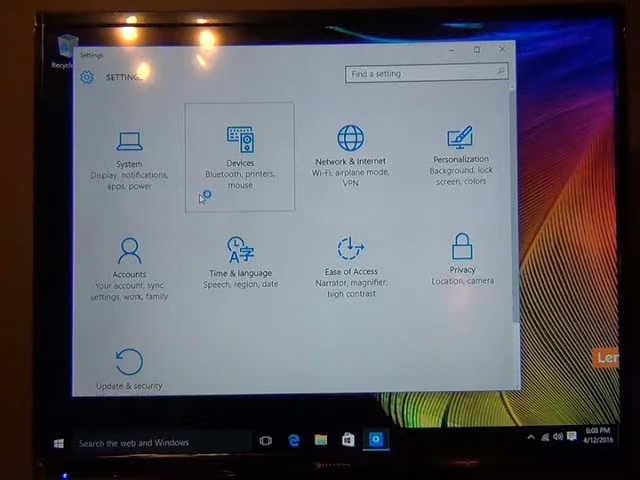 Settings
SETTINGS
Find a setting
System
Display, notifications,
apps, power
Devices
Bluetooth, printers,
mouse
Network & Internet
Wi-Fi, airplane mode,
VPN
Personalization
Background, lock
screen, colors
Accounts
Your account, sync
settings, work, family
Time & language
Speech, region, date
Ease of Access
Narrator, magnifier,
high contrast
Privacy
Location, camera
Update & security
Recycle
Len
Search the web and Windows
6:08 PM
4/12/2016